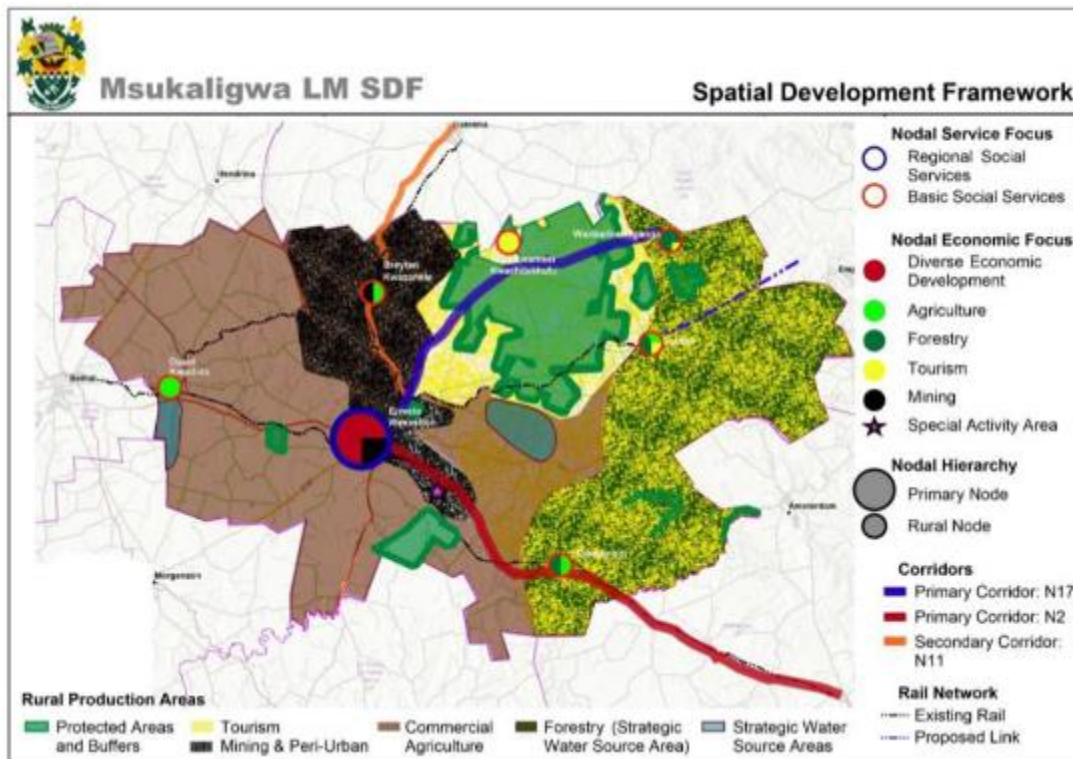 Msukaligwa LM SDF
Spatial Development Framework
Nodal Service Focus
Regional Social
Services
Basic Social Services
Nodal Economic Focus
Diverse Economic
Development
Agriculture
Forestry
Tourism
Mining
Special Activity Area
Nodal Hierarchy
Primary Node
Rural Node
Corridors
Primary Corridor: N17
Primary Corridor: N2
Secondary Corridor:
N11
Rail Network
Existing Rail
Proposed Link
Hendrina
Breyten
Kwazanele
Bethal
Ermelo
Wesselton
Amsterdam
Morgenzon
Rural Production Areas
Protected Areas
and Buffers
Tourism
Mining & Peri-Urban
Commercial
Agriculture
Forestry (Strategic
Water Source Area)
Strategic Water
Source Areas